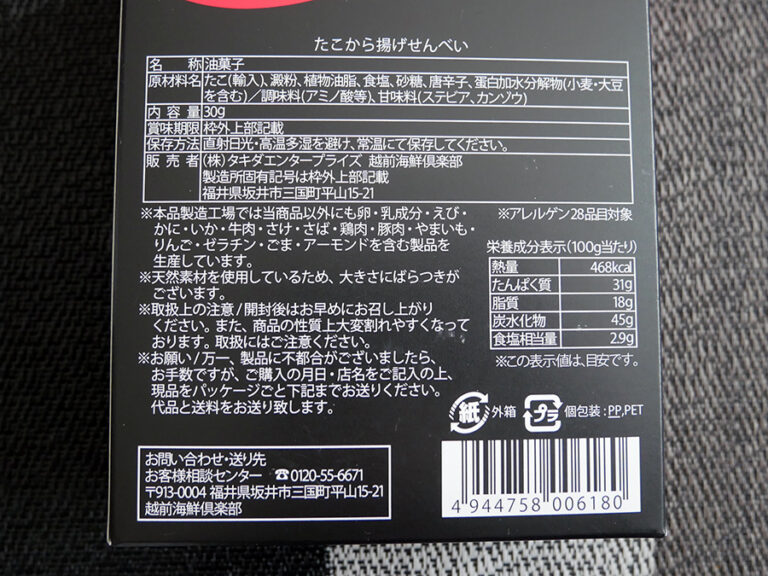 たこから揚げせんべい
名称 油菓子
原材料名 たこ(輸入)、澱粉、植物油脂、食塩、砂糖、唐辛子、蛋白加水分解物(小麦・大豆
を含む)／調味料(アミノ酸等)、甘味料(ステビア、カンゾウ)
内容量 30g
賞味期限 枠外上部記載
保存方法 直射日光・高温多湿を避け、常温にて保存してください。
販売者 (株)タキダエンタープライズ 越前海鮮倶楽部
製造所固有記号は枠外上部記載
福井県坂井市三国町平山15-21
※本品製造工場では当商品以外にも卵・乳成分・えび・
かに・いか・牛肉・さけ・さば・鶏肉・豚肉・やまいも・
りんご・ゼラチン・ごま・アーモンドを含む製品を
生産しています。
※天然素材を使用しているため、大きさにばらつきが
ございます。
※取扱上の注意/開封後はお早めにお召し上がり
ください。また、商品の性質上大変割れやすくなって
おります。取扱にはご注意ください。
※お願い/万一、製品に不都合がございましたら、
お手数ですが、ご購入の月日・店名をご記入の上、
現品をパッケージごと下記までお送りください。
代品と送料をお送り致します。
※アレルゲン28品目対象
栄養成分表示(100g当たり)
熱量 468kcal
たんぱく質 31g
脂質 18g
炭水化物 45g
食塩相当量 2.9g
※この表示値は、目安です。
紙 外箱 プラ 個包装:PP,PET
お問い合わせ・送り先
お客様相談センター ☎0120-55-6671
〒913-0004 福井県坂井市三国町平山15-21
越前海鮮倶楽部
4 944758 006180